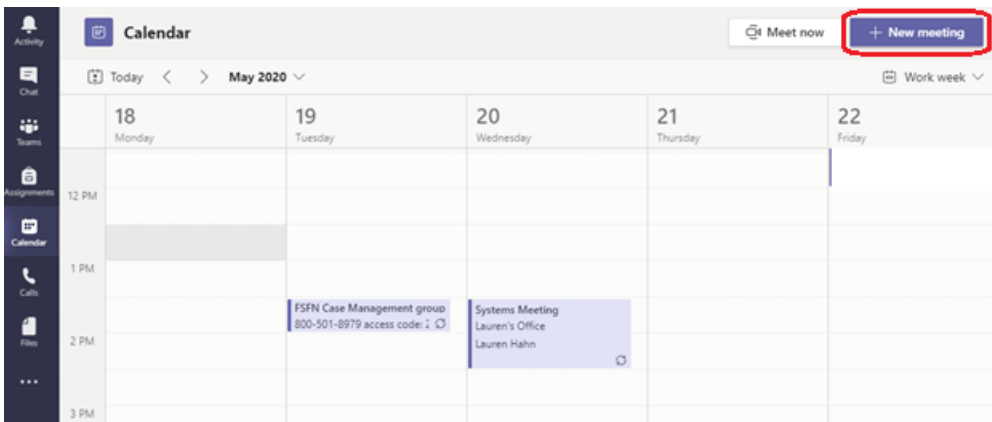 Activity
Chat
Teams
Assignments
Calendar
Calls
Files
Calendar
Meet now
+ New meeting
Today
May 2020
Work week
18
Monday
19
Tuesday
20
Wednesday
21
Thursday
22
Friday
12 PM
1 PM
2 PM
3 PM
FSFN Case Management group
800-501-8979 access code:
Systems Meeting
Lauren's Office
Lauren Hahn